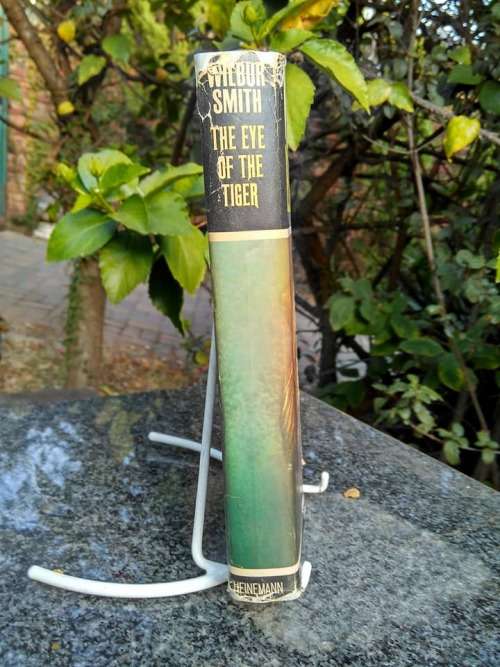 WILBUR
SMITH
THE EYE
OF THE
TIGER
HEINEMANN